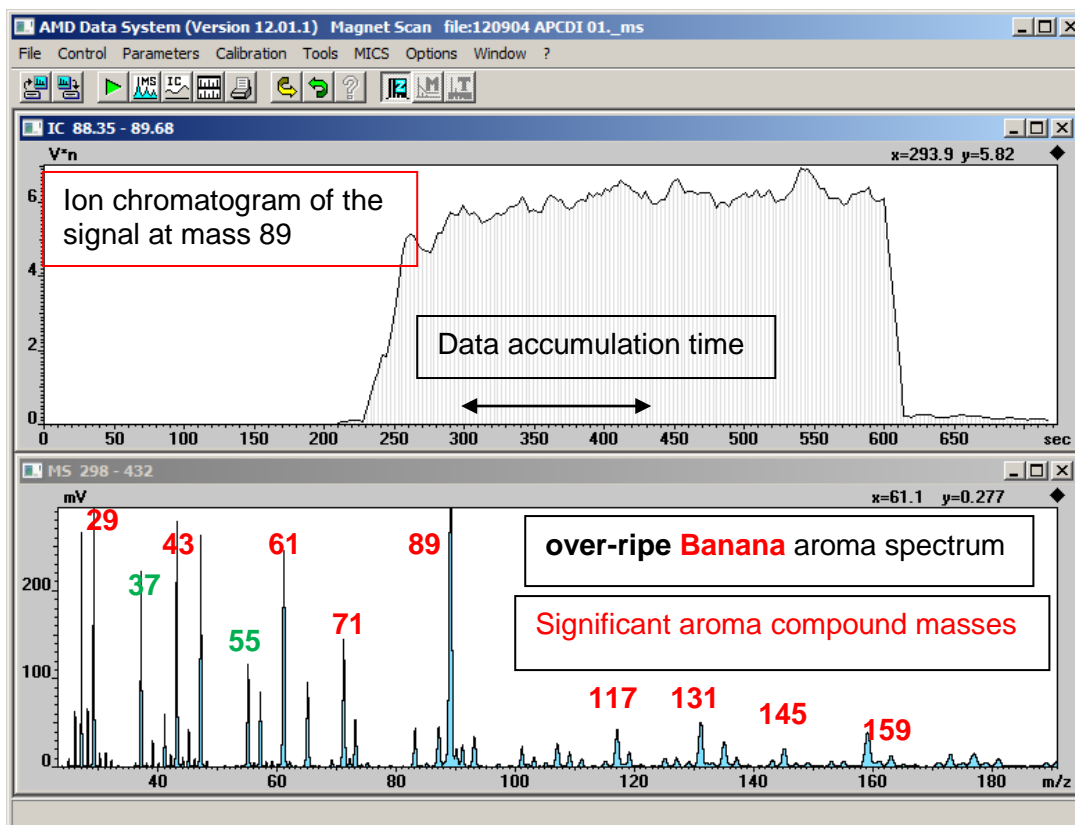 AMD Data System (Version 12.01.1) Magnet Scan file:120904 APCDI 01._ms
File Control Parameters Calibration Tools MICS Options Window ?
MS IC M T
IC 88.35 - 89.68
V*n x=293.9 y=5.82
6
4
2
0
Ion chromatogram of the
signal at mass 89
Data accumulation time
0 50 100 150 200 250 300 350 400 450 500 550 600 650 sec
MS 298 - 432
mV x=61.1 y=0.277
200
100
0
29 43 61 89
37
55
71
over-ripe Banana aroma spectrum
Significant aroma compound masses
117 131 145 159
40 60 80 100 120 140 160 180 m/z